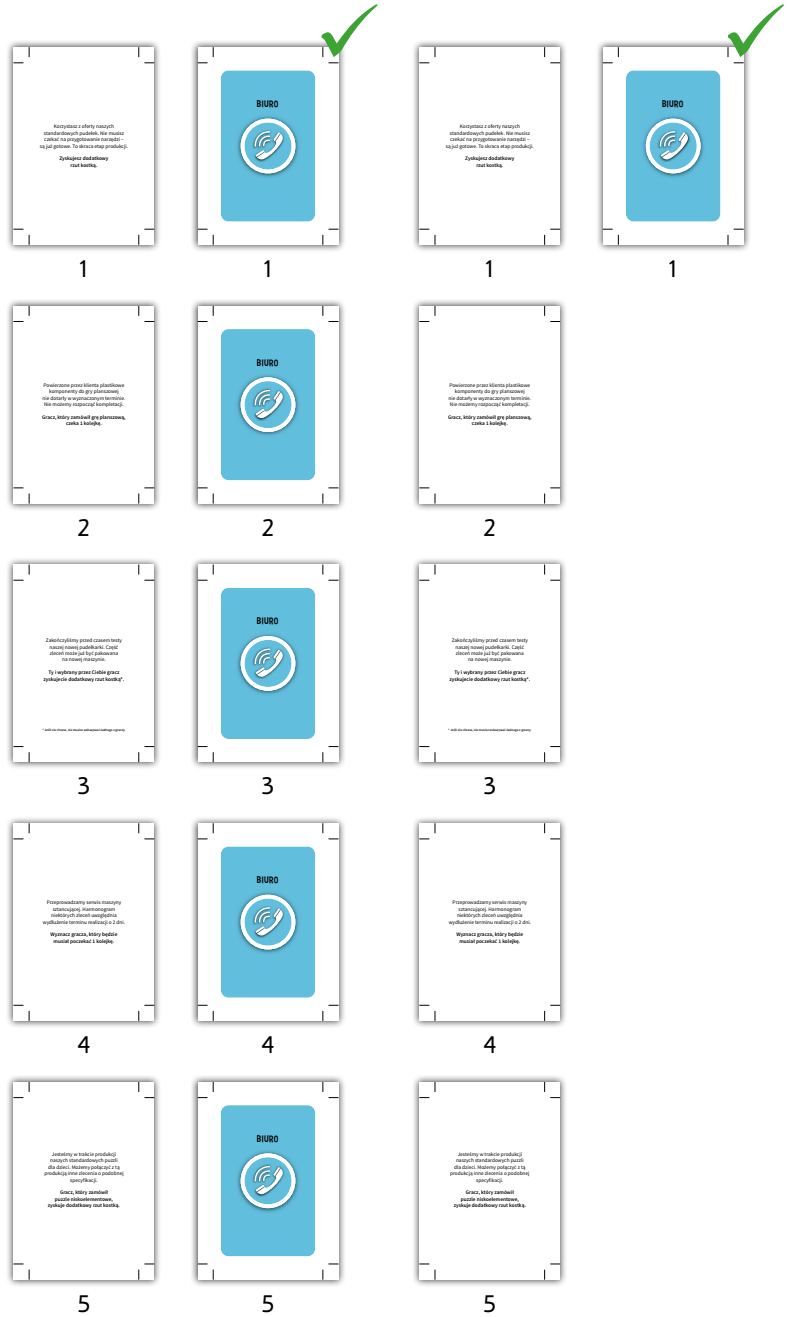 Korzystasz z oferty naszych
standardowych pudełek. Nie musisz
czekać na przygotowanie narzędzi –
są już gotowe. To skraca etap produkcji.
Zyskujesz dodatkowy
rzut kostką.
1
BIURO
1
Korzystasz z oferty naszych
standardowych pudełek. Nie musisz
czekać na przygotowanie narzędzi –
są już gotowe. To skraca etap produkcji.
Zyskujesz dodatkowy
rzut kostką.
1
BIURO
1
Powierzone przez klienta plastikowe
komponenty do gry planszowej
nie dotarły w wyznaczonym terminie.
Nie możemy rozpocząć kompletacji.
Gracz, który zamówił grę planszową,
czeka 1 kolejkę.
2
BIURO
2
Powierzone przez klienta plastikowe
komponenty do gry planszowej
nie dotarły w wyznaczonym terminie.
Nie możemy rozpocząć kompletacji.
Gracz, który zamówił grę planszową,
czeka 1 kolejkę.
2
Zakończyliśmy przed czasem testy
naszej nowej pudełkarki. Część
zleceń może już być pakowana
na nowej maszynie.
Ty i wybrany przez Ciebie gracz
zyskujecie dodatkowy rzut kostką*.
3
BIURO
3
Zakończyliśmy przed czasem testy
naszej nowej pudełkarki. Część
zleceń może już być pakowana
na nowej maszynie.
Ty i wybrany przez Ciebie gracz
zyskujecie dodatkowy rzut kostką*.
3
Przeprowadzamy serwis maszyny
sztancującej. Harmonogram
niektórych zleceń uwzględnia
wydłużenie terminu realizacji o 2 dni.
Wyznacz gracza, który będzie
musiał poczekać 1 kolejkę.
4
BIURO
4
Przeprowadzamy serwis maszyny
sztancującej. Harmonogram
niektórych zleceń uwzględnia
wydłużenie terminu realizacji o 2 dni.
Wyznacz gracza, który będzie
musiał poczekać 1 kolejkę.
4
Jesteśmy w trakcie produkcji
naszych standardowych puzzli
dla dzieci. Możemy połączyć z tą
produkcją inne zlecenia o podobnej
specyfikacji.
Gracz, który zamówił
puzzle niskoelementowe,
zyskuje dodatkowy rzut kostką.
5
BIURO
5
Jesteśmy w trakcie produkcji
naszych standardowych puzzli
dla dzieci. Możemy połączyć z tą
produkcją inne zlecenia o podobnej
specyfikacji.
Gracz, który zamówił
puzzle niskoelementowe,
zyskuje dodatkowy rzut kostką.
5